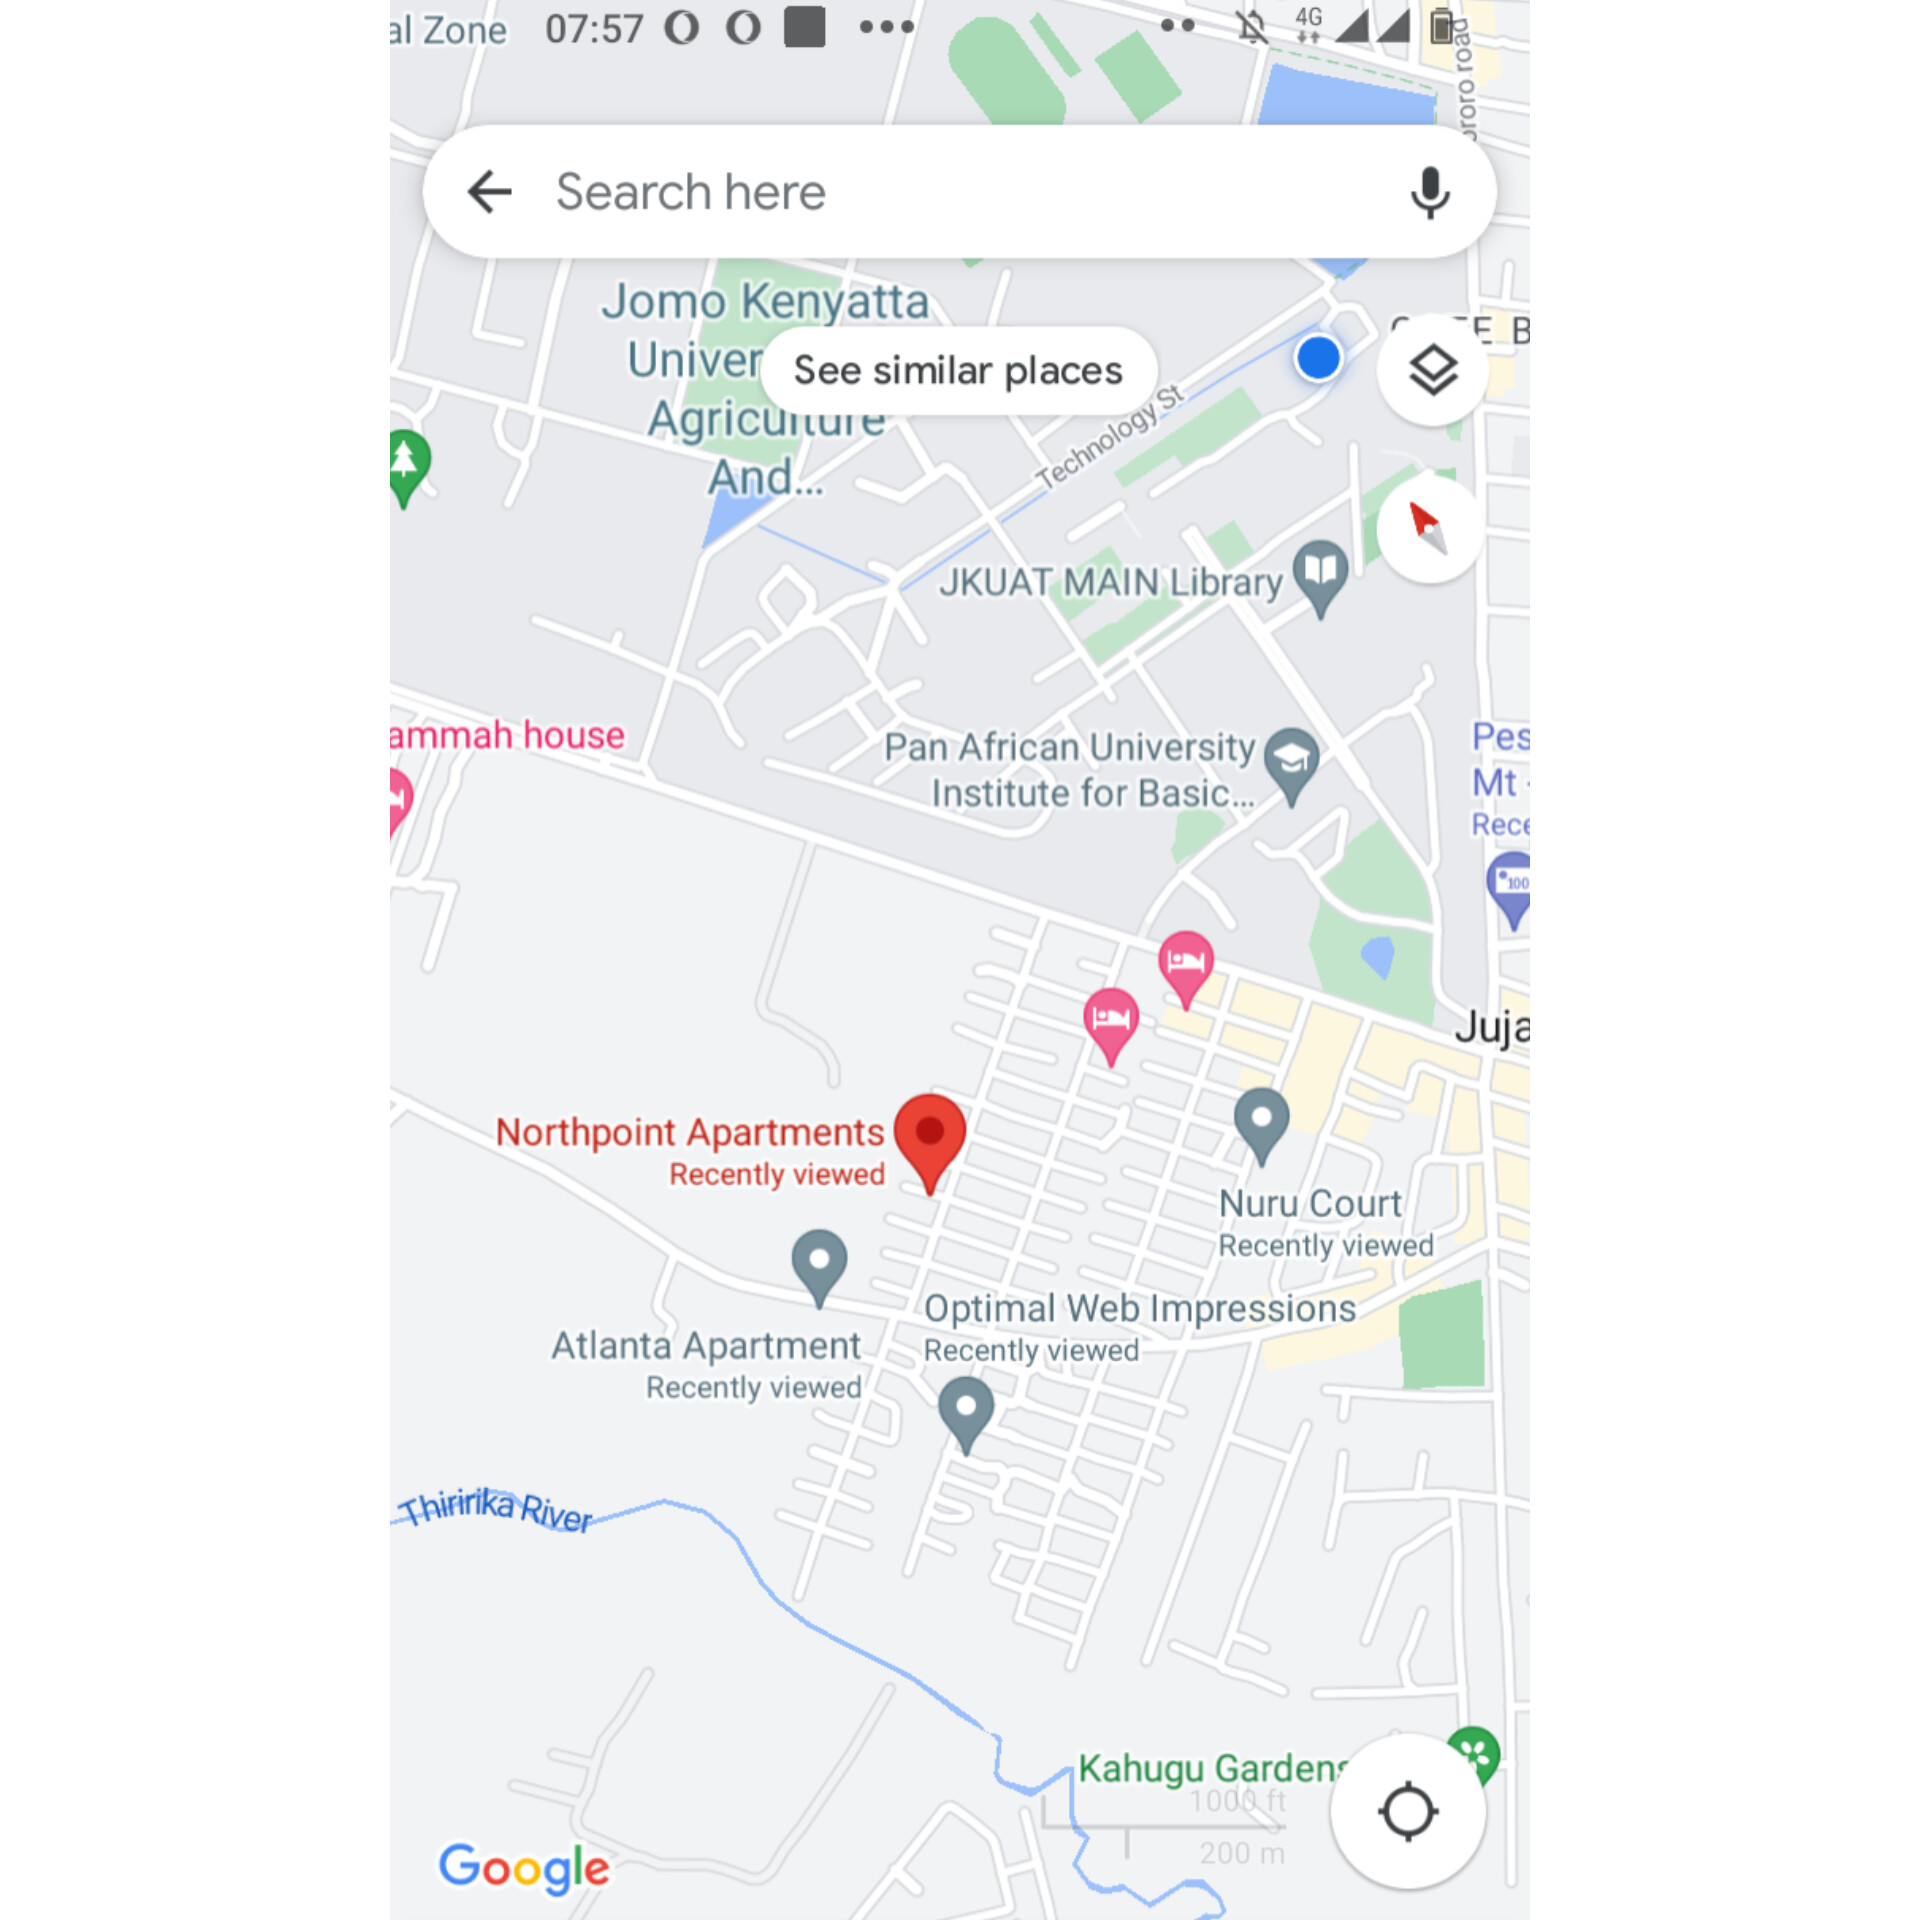 al Zone
07:57
4G
Search here
Jomo Kenyatta
Univer
Agriculture
And...
See similar places
Technology St
JKUAT MAIN Library
ammah house
Pan African University
Institute for Basic...
Pes
Mt
Rece
100
Juja
Northpoint Apartments
Recently viewed
Nuru Court
Recently viewed
Optimal Web Impressions
Recently viewed
Atlanta Apartment
Recently viewed
Thiririka River
Kahugu Gardens
1000 ft
200 m
Google